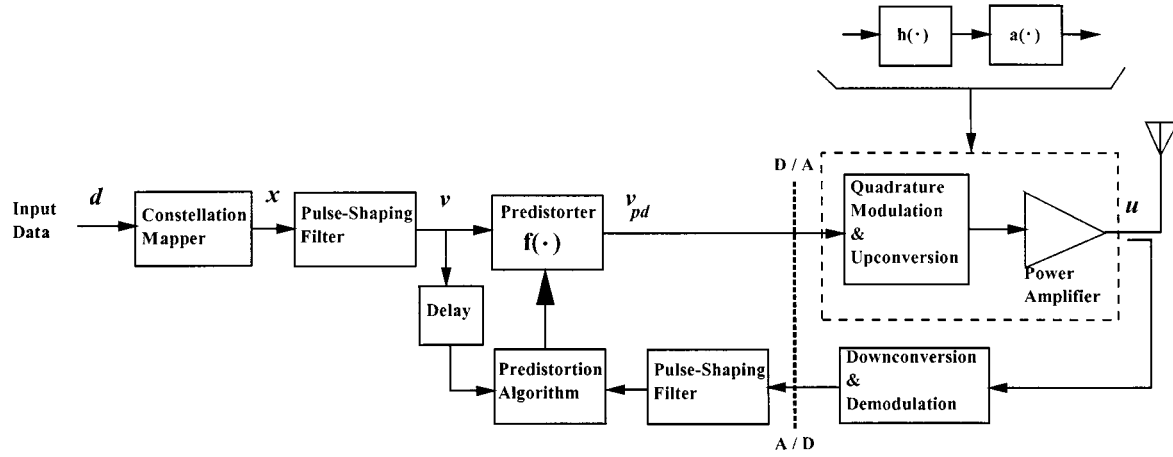 h(·)
a(·)
D / A
Input
Data
d
Constellation
Mapper
x
Pulse-Shaping
Filter
v
Predistorter
f(·)
v_pd
Quadrature
Modulation
&
Upconversion
Power
Amplifier
u
Delay
Predistortion
Algorithm
Pulse-Shaping
Filter
Downconversion
&
Demodulation
A / D